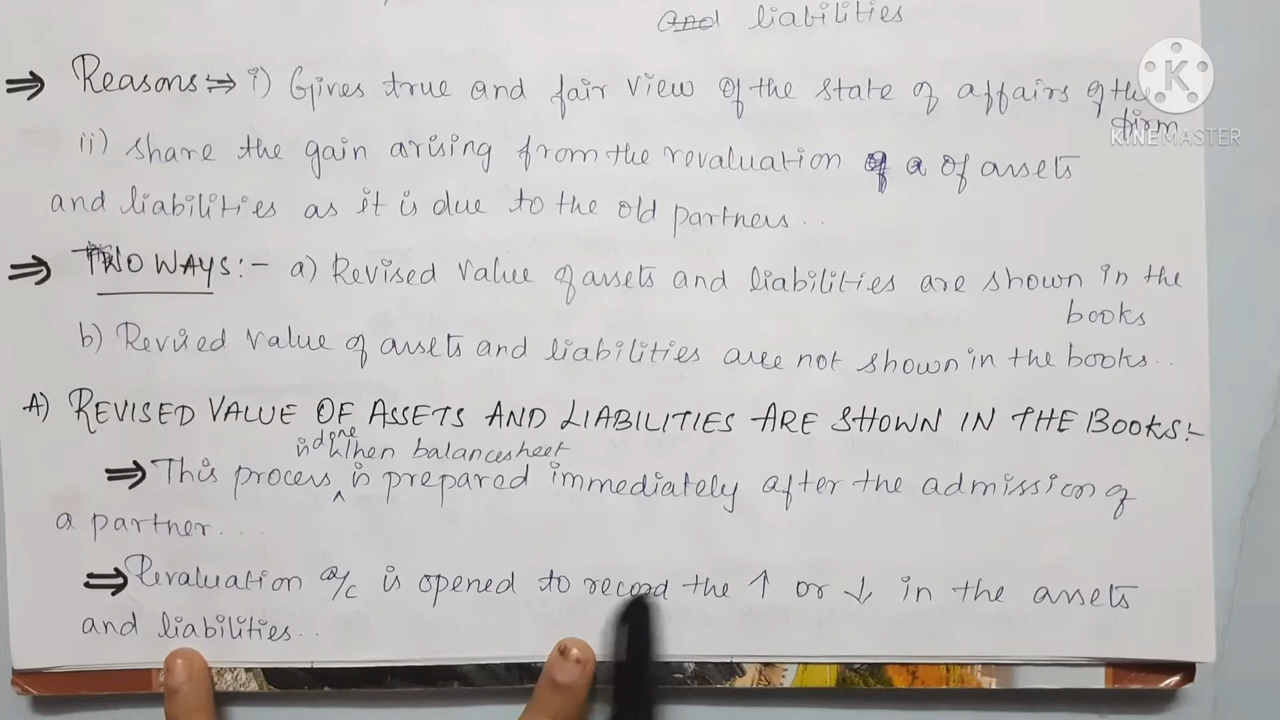 and liabilities
⇒ Reasons ⇒ i) Gives true and fair view of the state of affairs of the firm
ii) share the gain arising from the revaluation of a of assets
and liabilities as it is due to the old partners..
⇒ TWO WAYS:- a) Revised value of assets and liabilities are shown in the
books
b) Revised value of assets and liabilities are not shown in the books..
A) REVISED VALUE OF ASSETS AND LIABILITIES ARE SHOWN IN THE BOOKS:-
is done when balancesheet
⇒ This process ^ is prepared immediately after the admission of
a partner....
⇒ Revaluation a/c is opened to record the ↑ or ↓ in the assets
and liabilities..
K
KINEMASTER